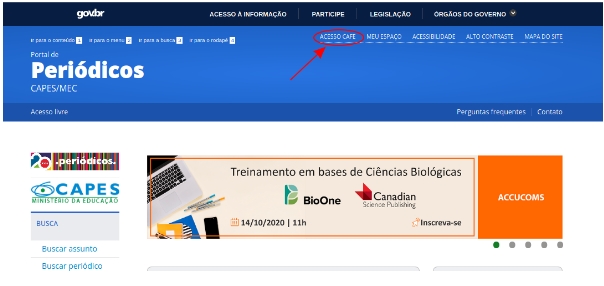 gov.br ACESSO À INFORMAÇÃO PARTICIPE LEGISLAÇÃO ÓRGÃOS DO GOVERNO
Ir para o conteúdo 1 Ir para o menu 2 Ir para a busca 3 Ir para o rodapé 4 ACESSO CAFE MEU ESPAÇO ACESSIBILIDADE ALTO CONTRASTE MAPA DO SITE
Portal de
Periódicos
CAPES/MEC
Acesso livre Perguntas frequentes Contato
20 .periódicos.
CAPES
MINISTÉRIO DA EDUCAÇÃO
BUSCA
Buscar assunto
Buscar periódico
Treinamento em bases de Ciências Biológicas
BioOne Canadian
Science Publishing
14/10/2020 | 11h Inscreva-se
ACCUCOMS